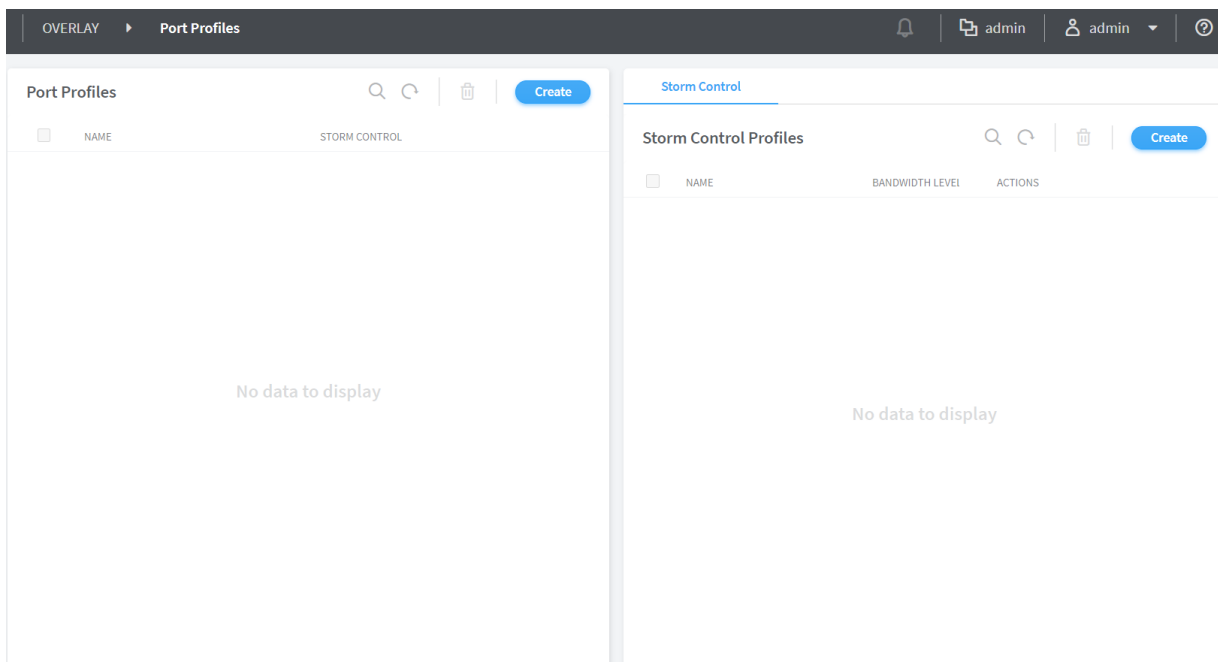 OVERLAY Port Profiles admin admin
Port Profiles Create
NAME STORM CONTROL
No data to display
Storm Control
Storm Control Profiles Create
NAME BANDWIDTH LEVEL ACTIONS
No data to display